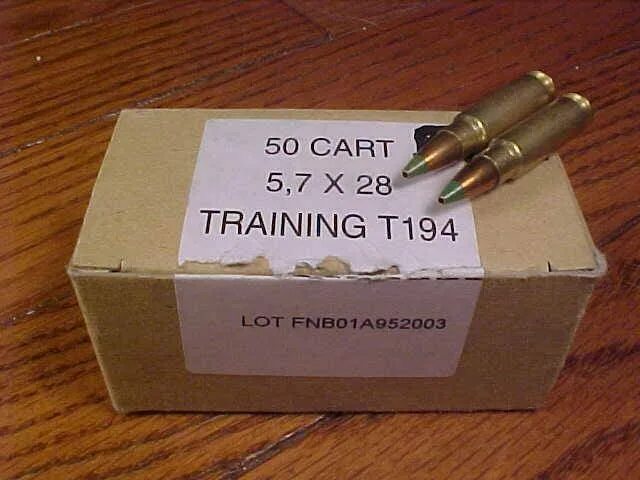 50 CART
5,7 X 28
TRAINING T194
LOT FNB01A952003